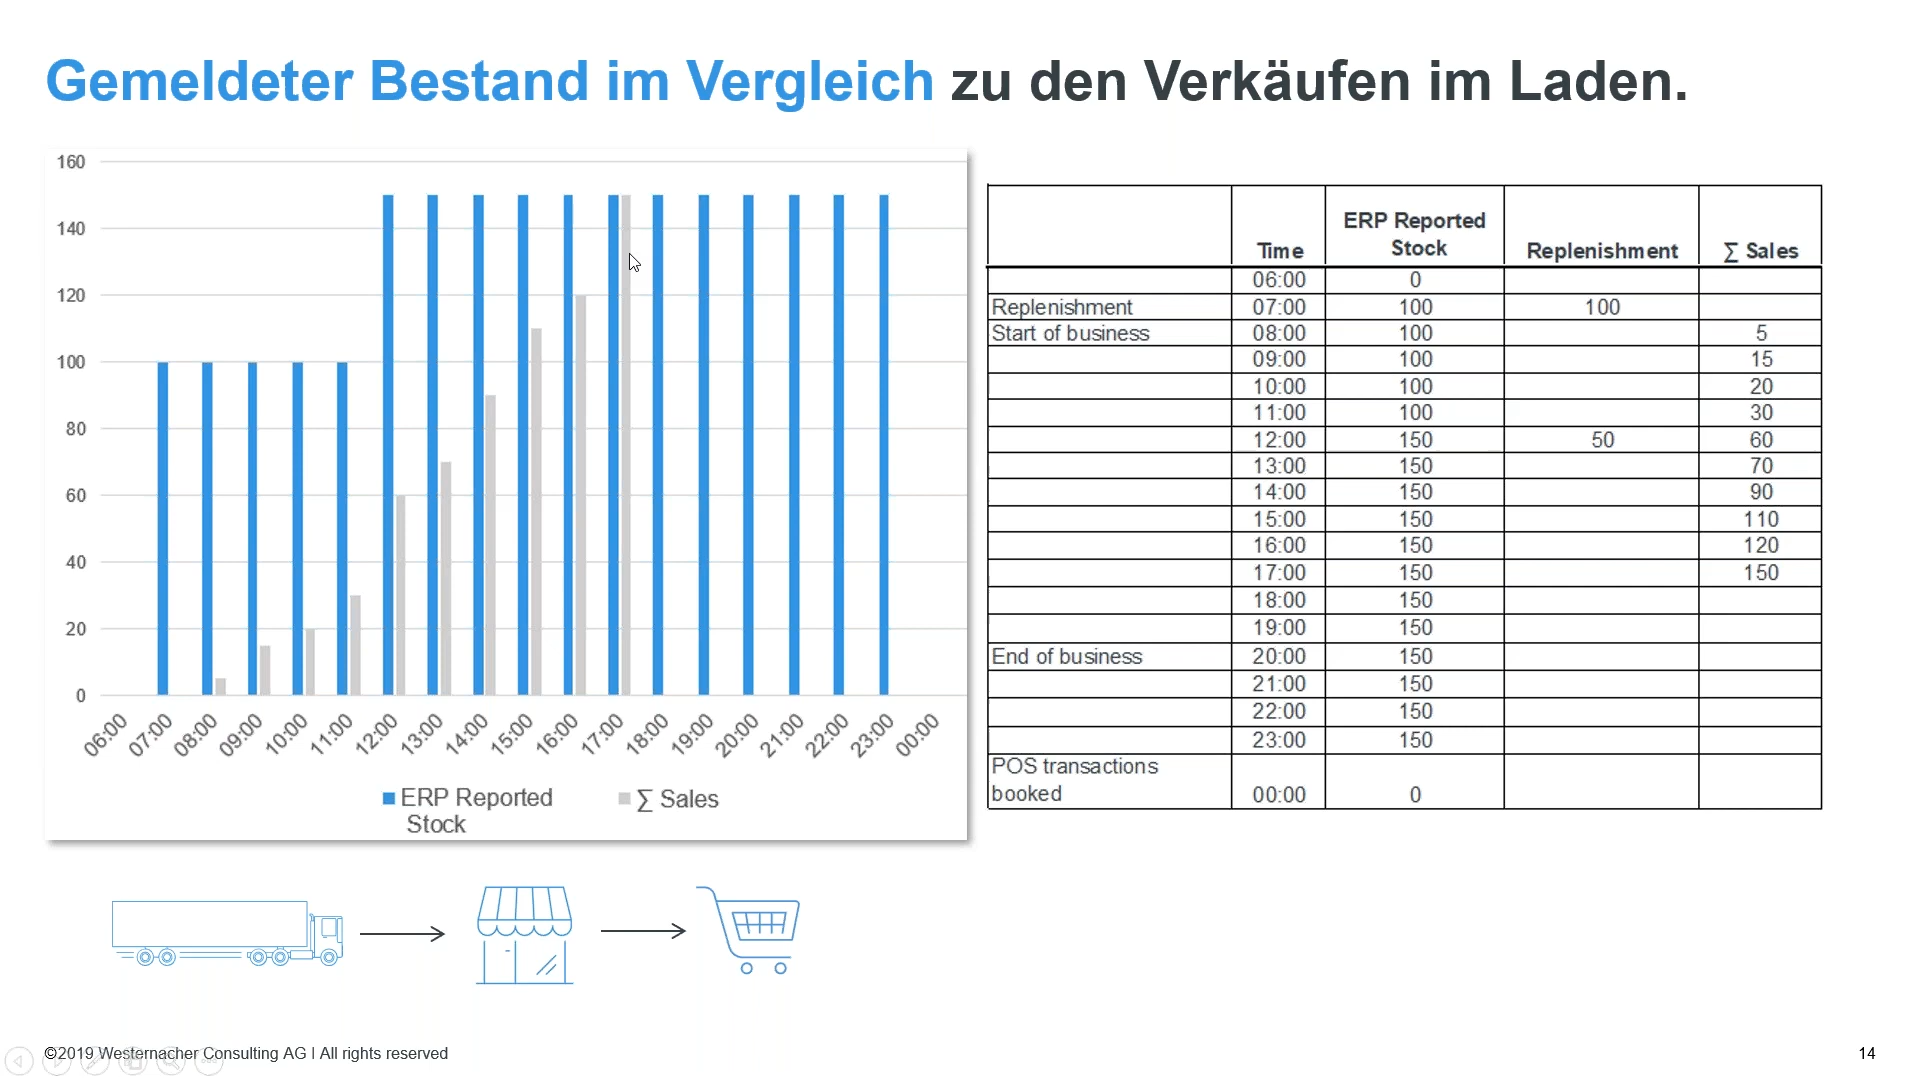 Gemeldeter Bestand im Vergleich zu den Verkäufen im Laden.
160
140
120
100
80
60
40
20
0
06:00 07:00 08:00 09:00 10:00 11:00 12:00 13:00 14:00 15:00 16:00 17:00 18:00 19:00 20:00 21:00 22:00 23:00 00:00
ERP Reported Stock
∑ Sales
Time ERP Reported Stock Replenishment ∑ Sales
06:00 0
Replenishment 07:00 100 100
Start of business 08:00 100 5
09:00 100 15
10:00 100 20
11:00 100 30
12:00 150 50 60
13:00 150 70
14:00 150 90
15:00 150 110
16:00 150 120
17:00 150 150
18:00 150
19:00 150
End of business 20:00 150
21:00 150
22:00 150
23:00 150
POS transactions
booked 00:00 0
©2019 Westernacher Consulting AG I All rights reserved
14